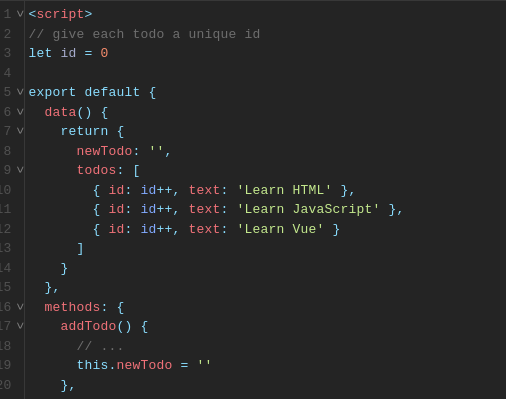 1 <script>
2 // give each todo a unique id
3 let id = 0
4
5 export default {
6   data() {
7     return {
8       newTodo: '',
9       todos: [
10         { id: id++, text: 'Learn HTML' },
11         { id: id++, text: 'Learn JavaScript' },
12         { id: id++, text: 'Learn Vue' }
13       ]
14     }
15   },
16   methods: {
17     addTodo() {
18       // ...
19       this.newTodo = ''
20     },